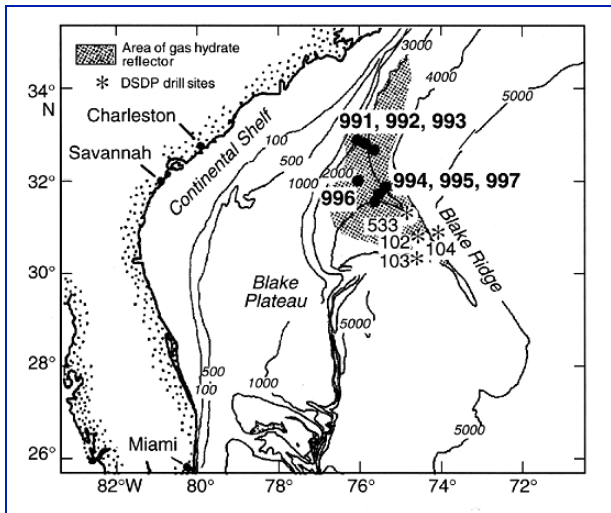 Area of gas hydrate
reflector
DSDP drill sites
34°
N
32°
30°
28°
26°
82°W
80°
78°
76°
74°
72°
Charleston
Savannah
Miami
Continental Shelf
Blake
Plateau
Blake Ridge
991, 992, 993
994, 995, 997
996
533
102
103
104
100
500
1000
2000
3000
4000
5000
5000
1000
500
100
5000